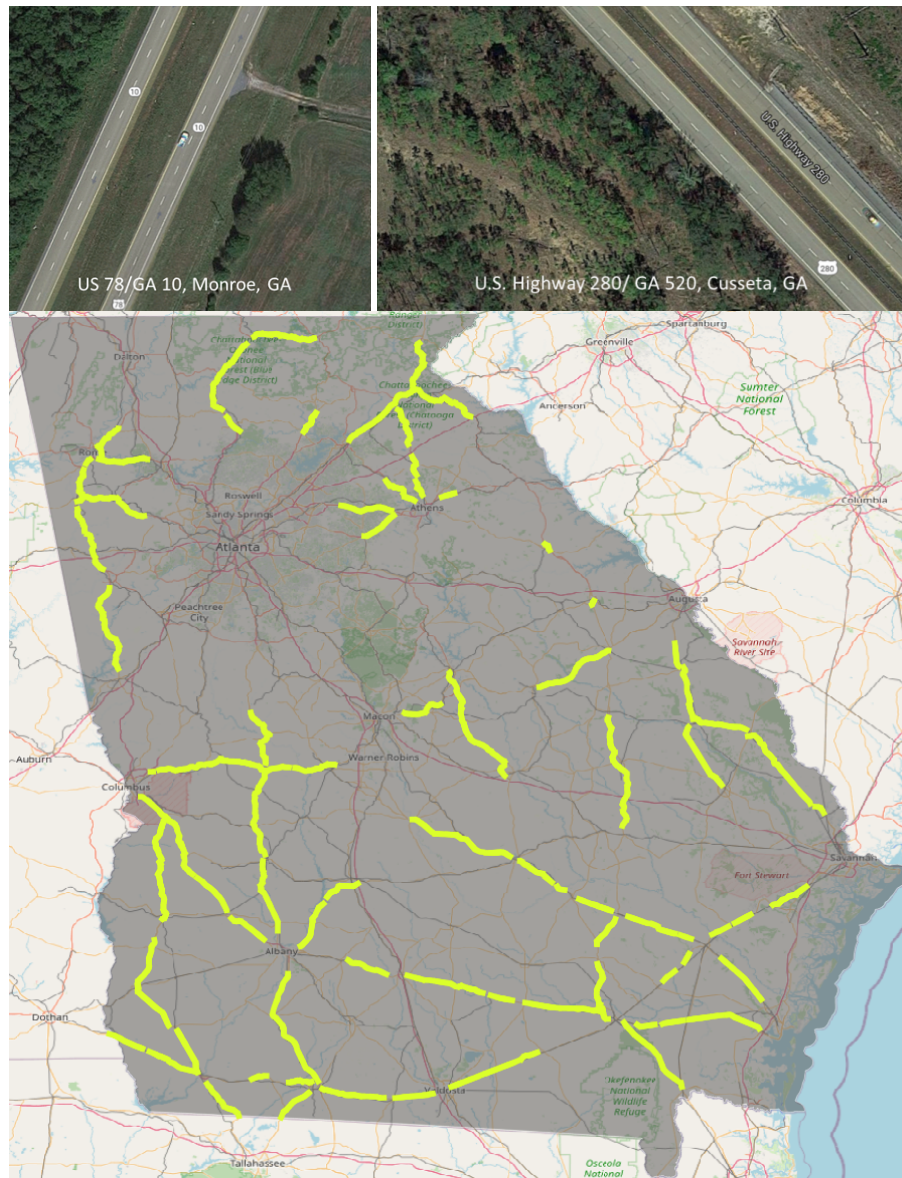 10
10
78
US 78/GA 10, Monroe, GA
U.S. Highway 280
280
U.S. Highway 280/ GA 520, Cusseta, GA
Ranger
District)
Spartanburg
Greenville
Dalton
Sumter
National
Forest
Anderson
Columbia
Roswell
Sandy Springs
Athens
Atlanta
Peachtree
City
Augusta
Savannah
River Site
Macon
Auburn
Warner Robins
Columbus
Savannah
Fort Stewart
Albany
Dothan
Valdosta
Okefenokee
National
Wildlife
Refuge
Tallahassee
Osceola
National